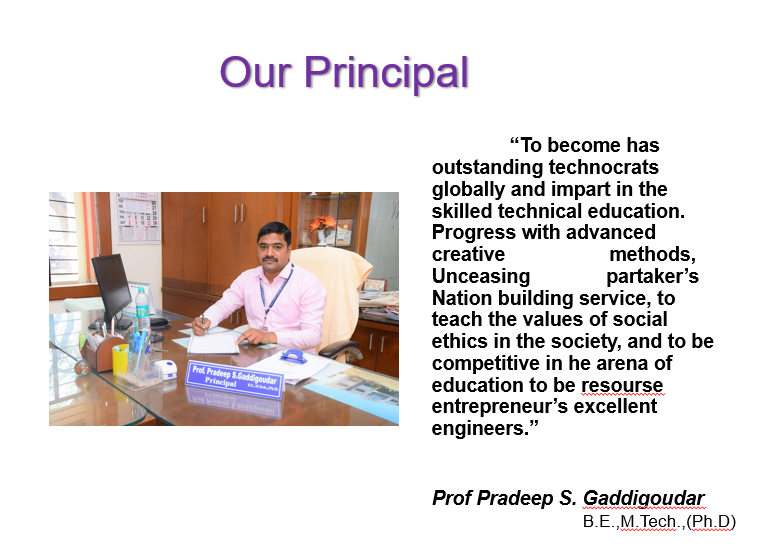 Our Principal
“To become has
outstanding technocrats
globally and impart in the
skilled technical education.
Progress with advanced
creative methods,
Unceasing partaker’s
Nation building service, to
teach the values of social
ethics in the society, and to be
competitive in he arena of
education to be resourse
entrepreneur’s excellent
engineers.”
Prof. Pradeep S.Gaddigoudar
Principal
Prof Pradeep S. Gaddigoudar
B.E.,M.Tech.,(Ph.D)